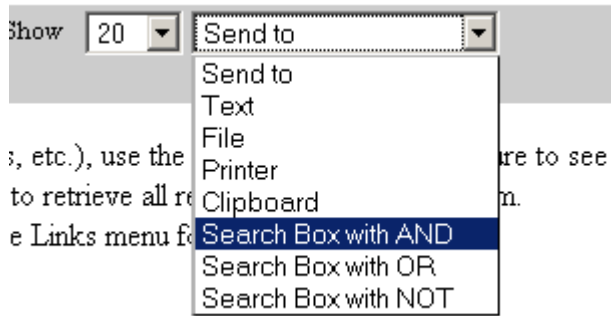 Show 20 Send to
Send to
Text
File
s, etc.), use the Printer ure to see
to retrieve all re Clipboard n.
e Links menu fo Search Box with AND
Search Box with OR
Search Box with NOT